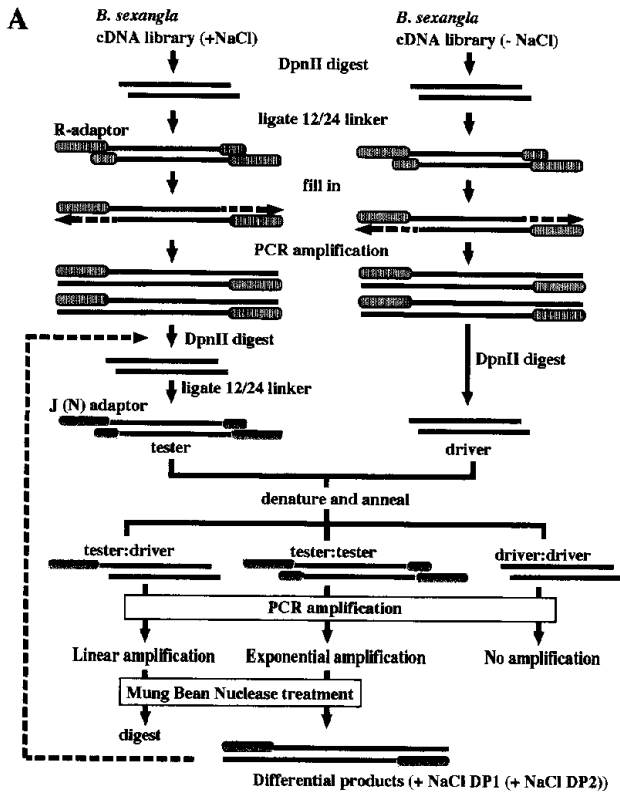 A
B. sexangla
cDNA library (+NaCl)
B. sexangla
cDNA library (- NaCl)
DpnII digest
ligate 12/24 linker
R-adaptor
fill in
PCR amplification
DpnII digest
DpnII digest
ligate 12/24 linker
J (N) adaptor
tester
driver
denature and anneal
tester:driver
tester:tester
driver:driver
PCR amplification
Linear amplification
Exponential amplification
No amplification
Mung Bean Nuclease treatment
digest
Differential products (+ NaCl DP1 (+ NaCl DP2))